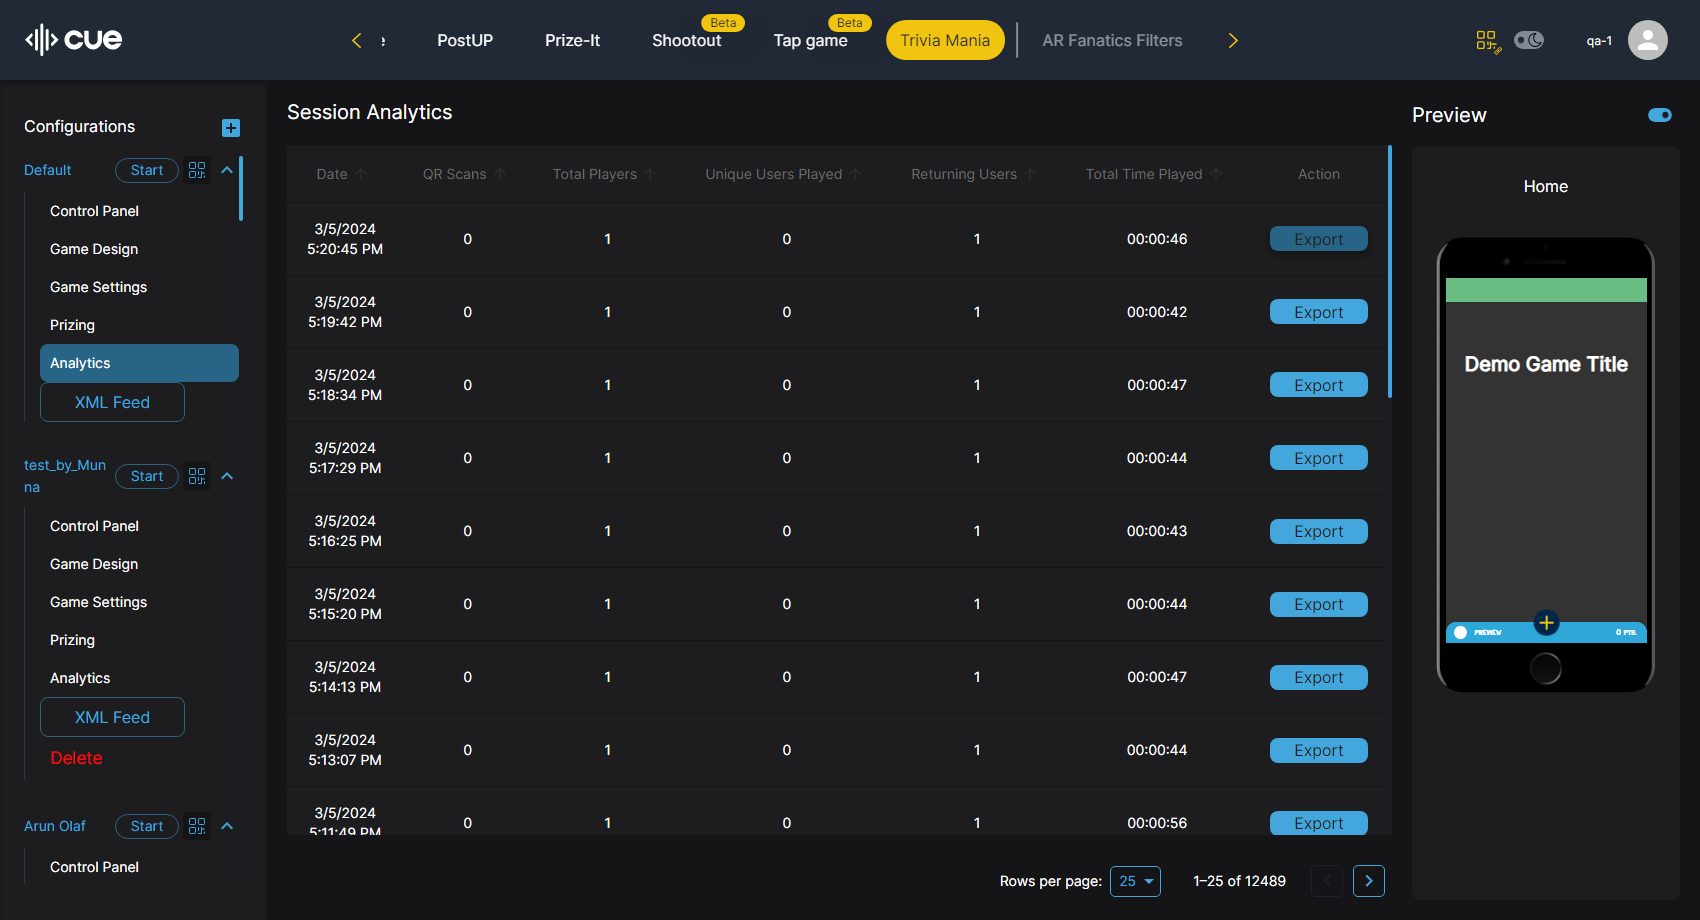 cue
PostUP
Prize-It
Beta
Shootout
Beta
Tap game
Trivia Mania
AR Fanatics Filters
qa-1
Configurations
Default
Start
Control Panel
Game Design
Game Settings
Prizing
Analytics
XML Feed
test_by_Mun
na
Start
Control Panel
Game Design
Game Settings
Prizing
Analytics
XML Feed
Delete
Arun Olaf
Start
Control Panel
Session Analytics
Date QR Scans Total Players Unique Users Played Returning Users Total Time Played Action
3/5/2024
5:20:45 PM 0 1 0 1 00:00:46 Export
3/5/2024
5:19:42 PM 0 1 0 1 00:00:42 Export
3/5/2024
5:18:34 PM 0 1 0 1 00:00:47 Export
3/5/2024
5:17:29 PM 0 1 0 1 00:00:44 Export
3/5/2024
5:16:25 PM 0 1 0 1 00:00:43 Export
3/5/2024
5:15:20 PM 0 1 0 1 00:00:44 Export
3/5/2024
5:14:13 PM 0 1 0 1 00:00:47 Export
3/5/2024
5:13:07 PM 0 1 0 1 00:00:44 Export
3/5/2024
5:11:49 PM 0 1 0 1 00:00:56 Export
Rows per page: 25 1–25 of 12489
Preview
Home
Demo Game Title
PREVIEW
0 PTS.